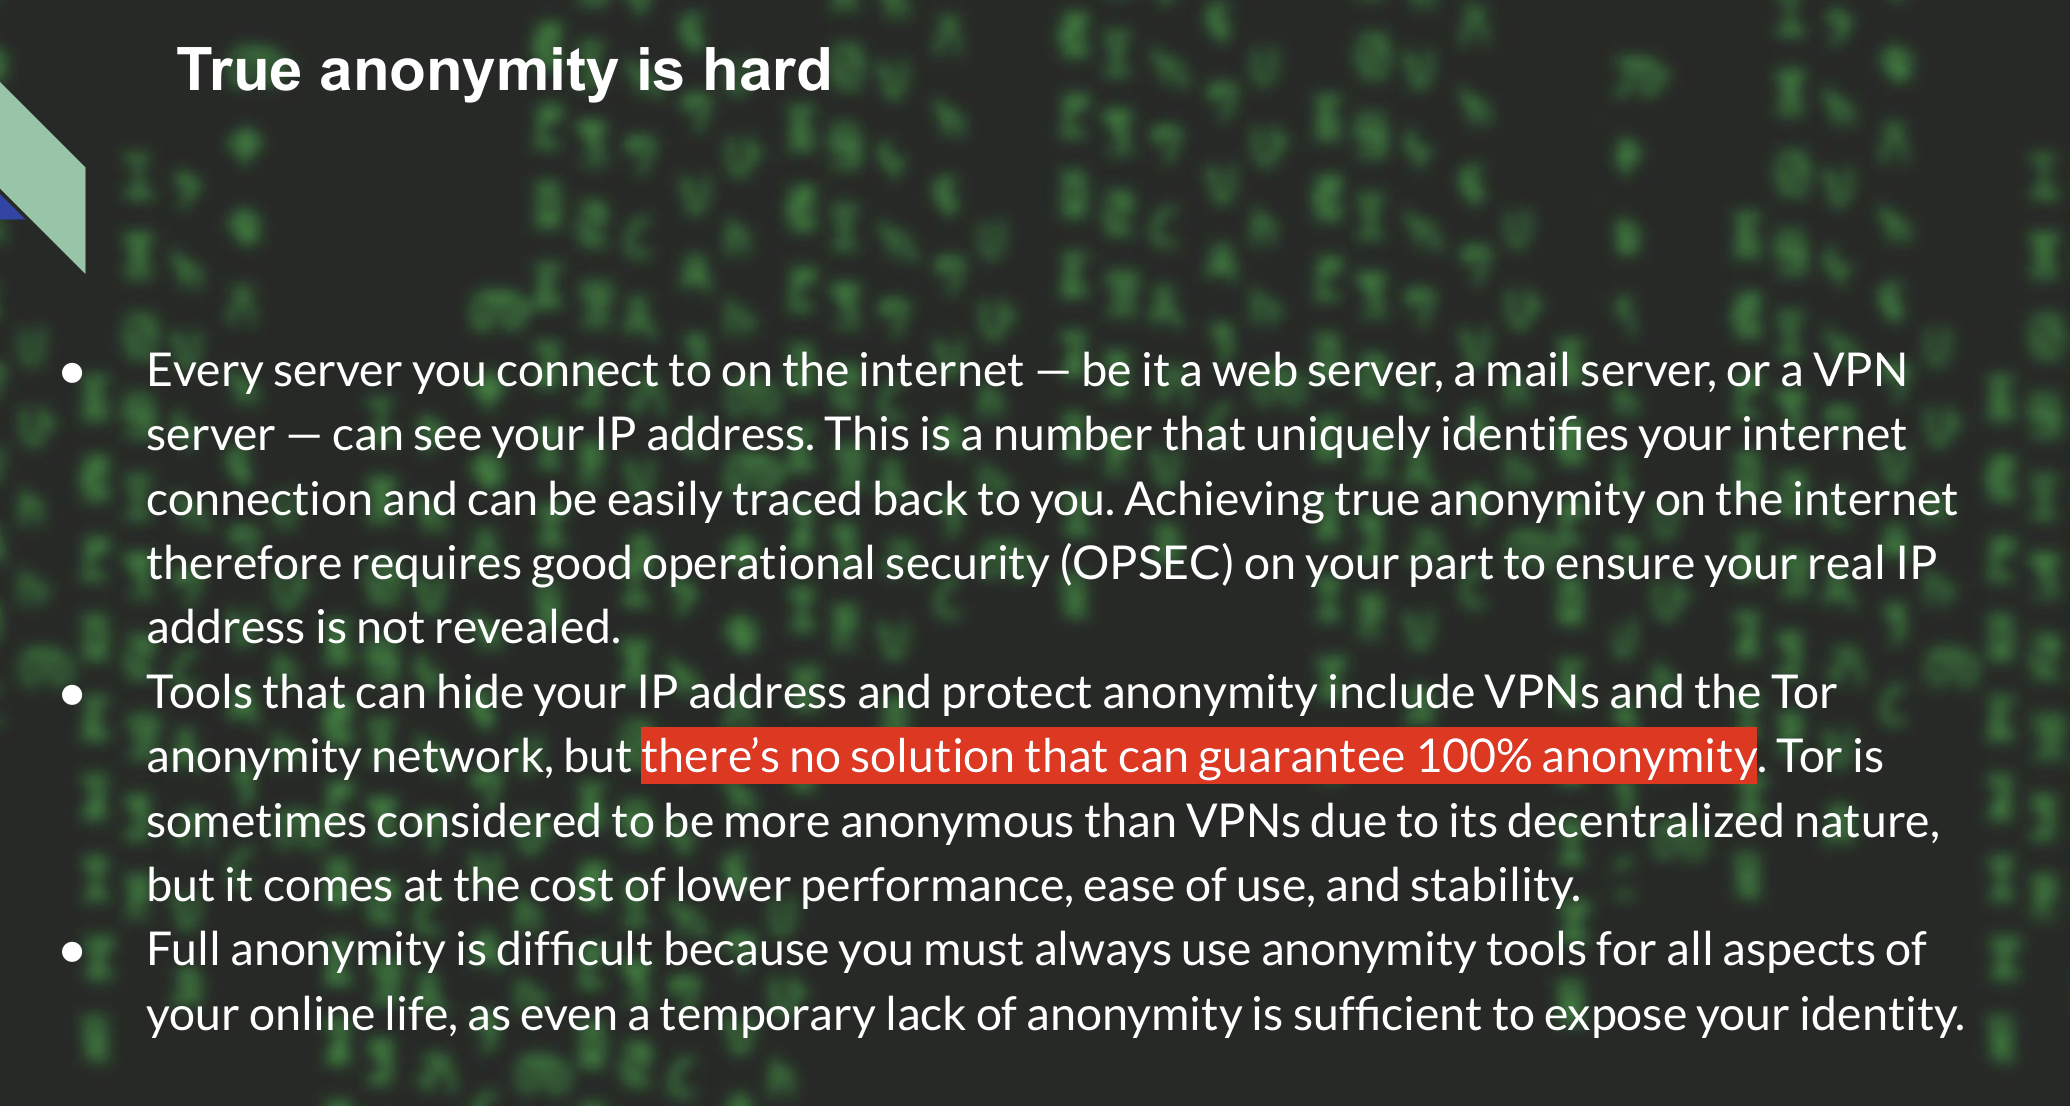 True anonymity is hard
● Every server you connect to on the internet — be it a web server, a mail server, or a VPN
server — can see your IP address. This is a number that uniquely identifies your internet
connection and can be easily traced back to you. Achieving true anonymity on the internet
therefore requires good operational security (OPSEC) on your part to ensure your real IP
address is not revealed.
● Tools that can hide your IP address and protect anonymity include VPNs and the Tor
anonymity network, but there’s no solution that can guarantee 100% anonymity. Tor is
sometimes considered to be more anonymous than VPNs due to its decentralized nature,
but it comes at the cost of lower performance, ease of use, and stability.
● Full anonymity is difficult because you must always use anonymity tools for all aspects of
your online life, as even a temporary lack of anonymity is sufficient to expose your identity.